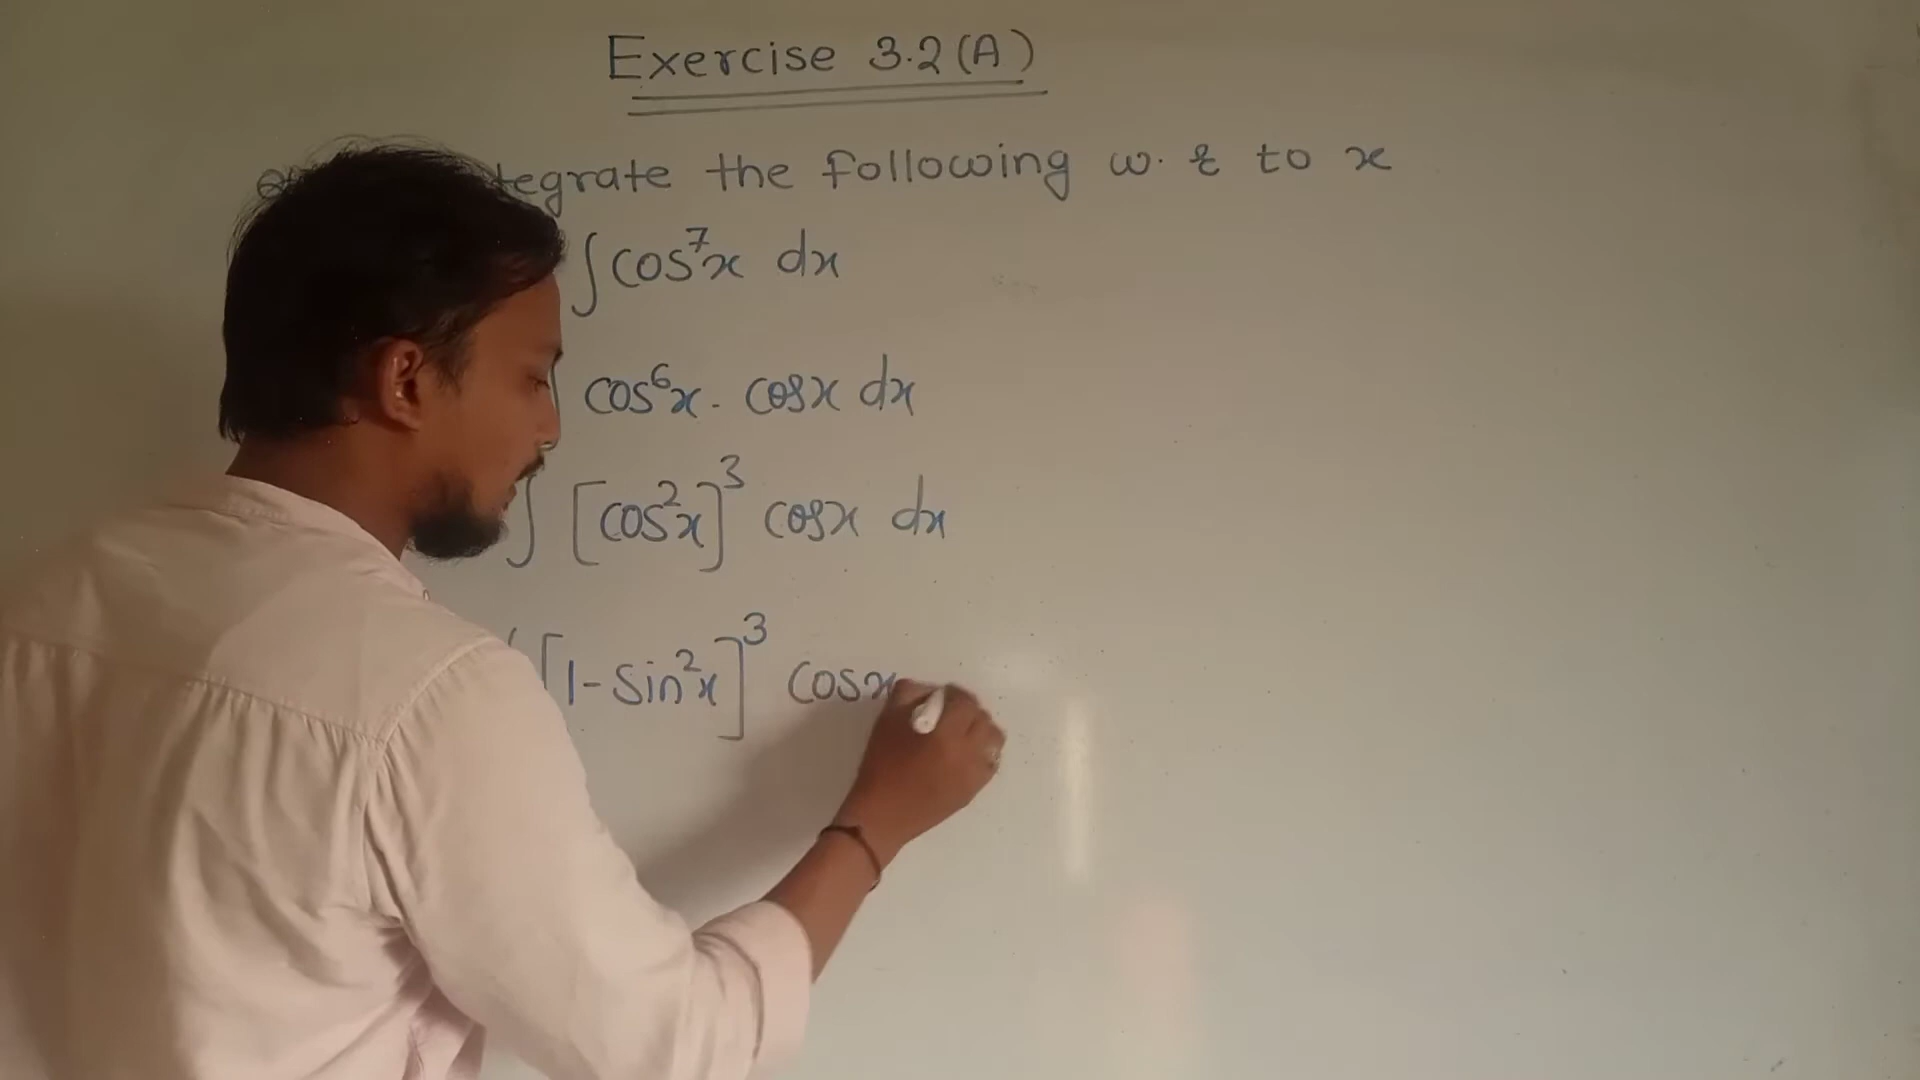 Exercise 3.2 (A)
tegrate the following w. r to x
∫ cos⁷x dx
∫ cos⁶x . cosx dx
∫ [cos²x]³ cosx dx
∫ [1 - Sin²x]³ cosx